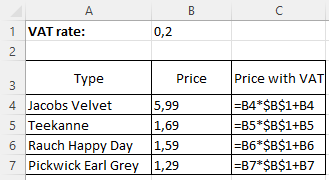 A B C
1 VAT rate: 0,2
2
3 Type Price Price with VAT
4 Jacobs Velvet 5,99 =B4*$B$1+B4
5 Teekanne 1,69 =B5*$B$1+B5
6 Rauch Happy Day 1,59 =B6*$B$1+B6
7 Pickwick Earl Grey 1,29 =B7*$B$1+B7